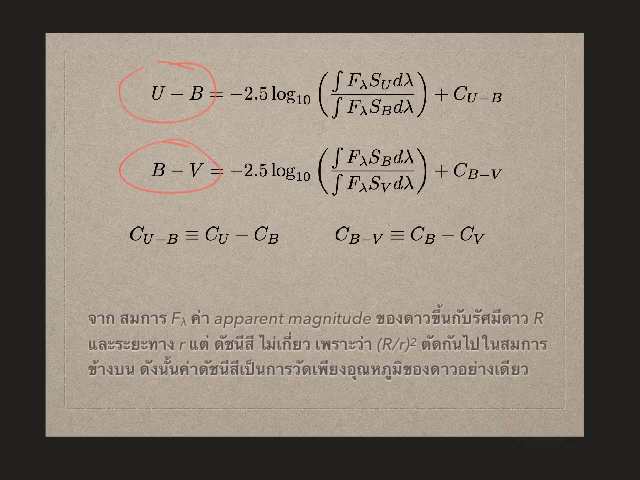 U − B = −2.5 log₁₀ ( ∫ F_λ S_U dλ / ∫ F_λ S_B dλ ) + C_{U−B}
B − V = −2.5 log₁₀ ( ∫ F_λ S_B dλ / ∫ F_λ S_V dλ ) + C_{B−V}
C_{U−B} ≡ C_U − C_B C_{B−V} ≡ C_B − C_V
จาก สมการ F_λ ค่า apparent magnitude ของดาวขึ้นกับรัศมีดาว R
และระยะทาง r แต่ ดัชนีสี ไม่เกี่ยว เพราะว่า (R/r)² ตัดกันไปในสมการ
ข้างบน ดังนั้นค่าดัชนีสีเป็นการวัดเพียงอุณหภูมิของดาวอย่างเดียว